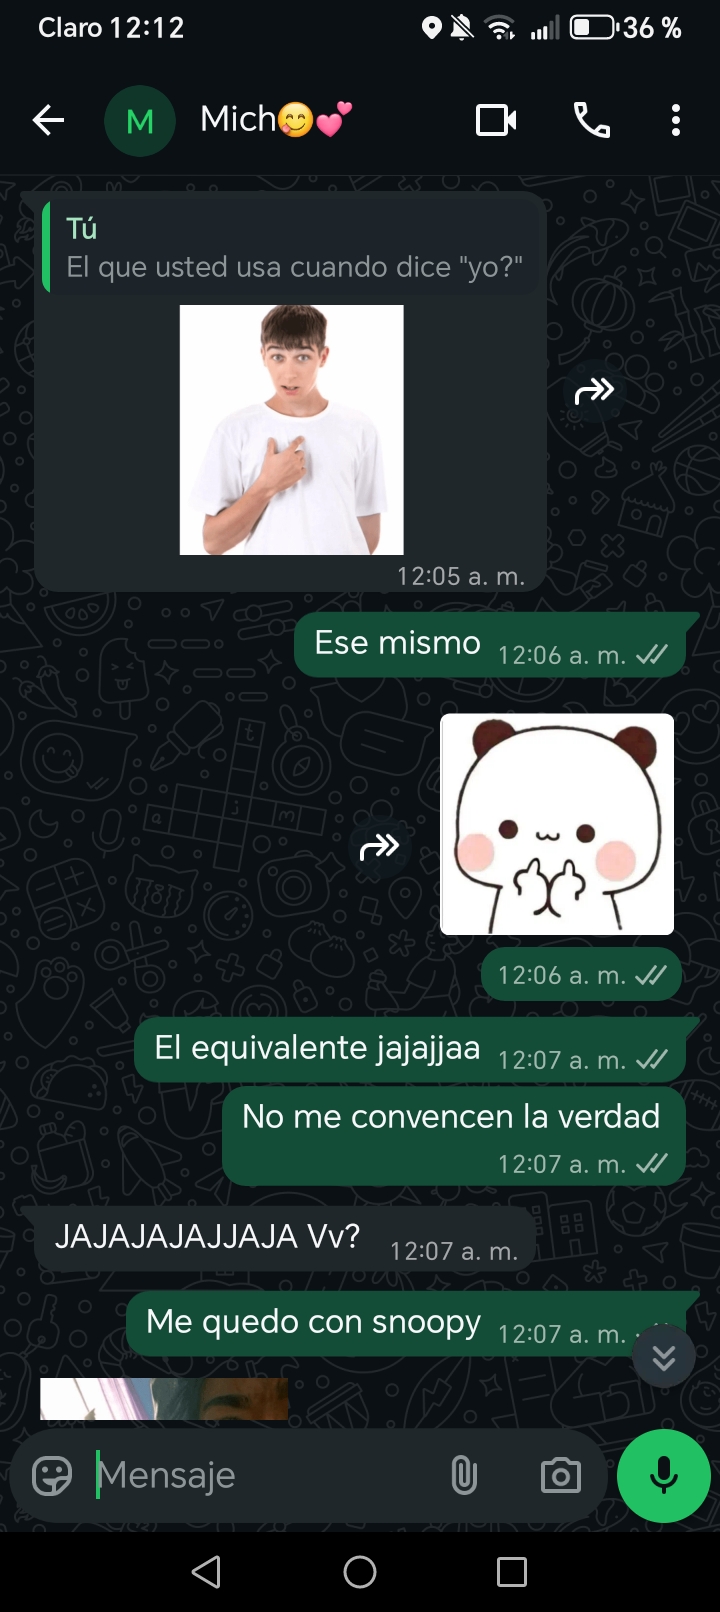 Claro 12:12
36 %
M
Mich😋💕
Tú
El que usted usa cuando dice "yo?"
12:05 a. m.
Ese mismo 12:06 a. m.
12:06 a. m.
El equivalente jajajjaa 12:07 a. m.
No me convencen la verdad
12:07 a. m.
JAJAJAJAJJAJA Vv? 12:07 a. m.
Me quedo con snoopy 12:07 a. m.
Mensaje